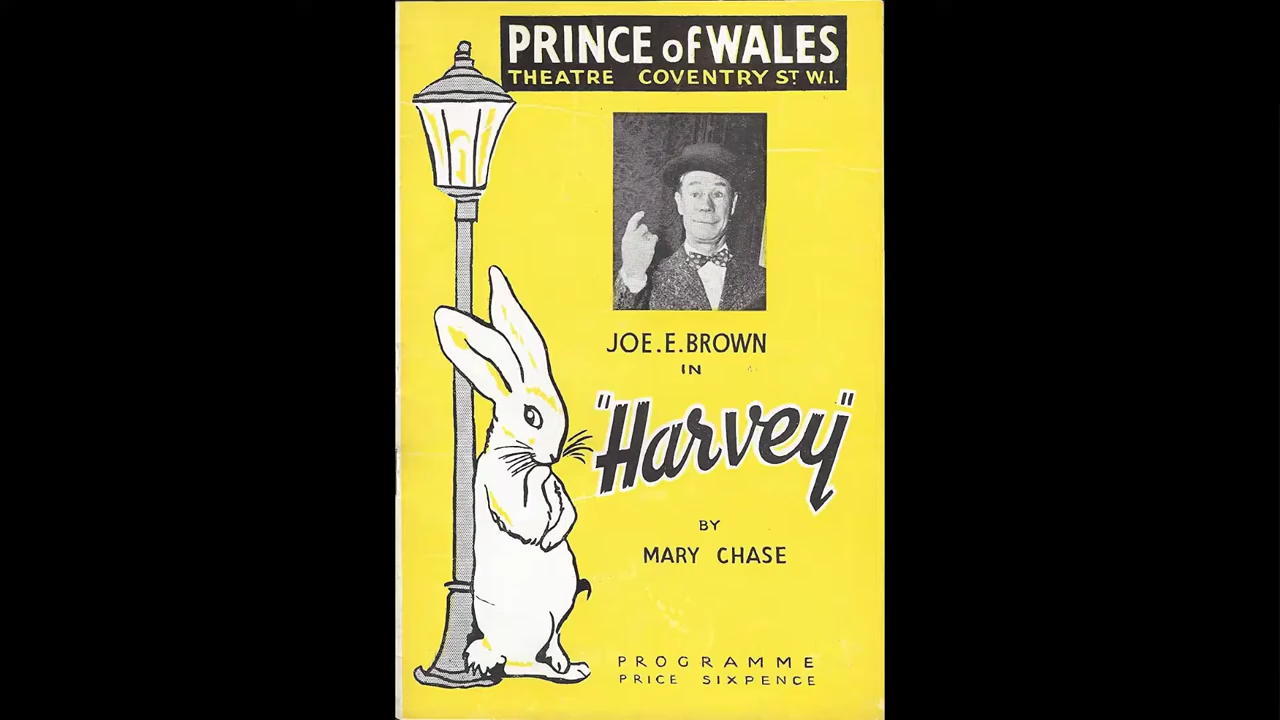 PRINCE of WALES
THEATRE COVENTRY ST. W.1.
JOE.E.BROWN
IN
"Harvey"
BY
MARY CHASE
PROGRAMME
PRICE SIXPENCE